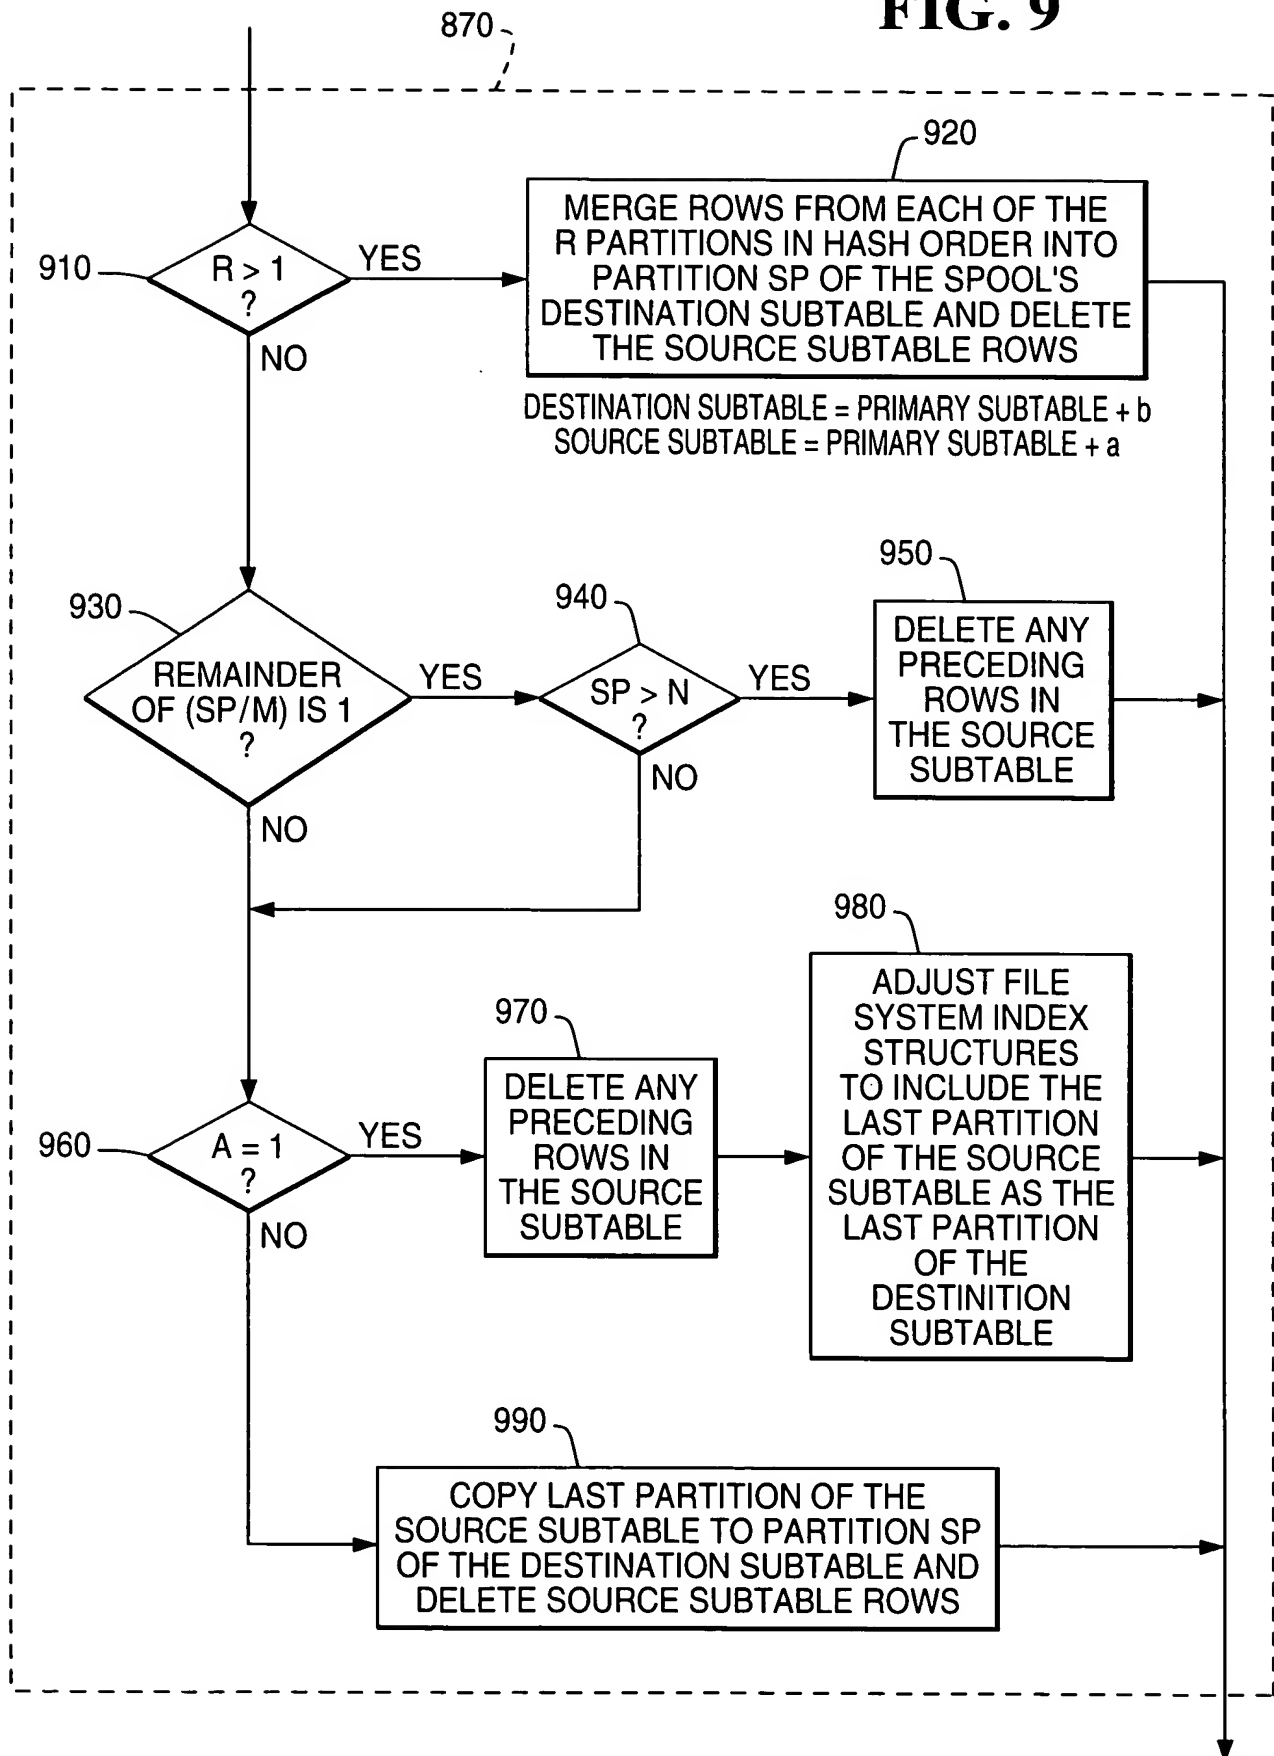 FIG. 9
870
920
MERGE ROWS FROM EACH OF THE
R PARTITIONS IN HASH ORDER INTO
PARTITION SP OF THE SPOOL'S
DESTINATION SUBTABLE AND DELETE
THE SOURCE SUBTABLE ROWS
910
R > 1
?
YES
NO
DESTINATION SUBTABLE = PRIMARY SUBTABLE + b
SOURCE SUBTABLE = PRIMARY SUBTABLE + a
930
REMAINDER
OF (SP/M) IS 1
?
YES
NO
940
SP > N
?
YES
NO
950
DELETE ANY
PRECEDING
ROWS IN
THE SOURCE
SUBTABLE
960
A = 1
?
YES
NO
970
DELETE ANY
PRECEDING
ROWS IN
THE SOURCE
SUBTABLE
980
ADJUST FILE
SYSTEM INDEX
STRUCTURES
TO INCLUDE THE
LAST PARTITION
OF THE SOURCE
SUBTABLE AS THE
LAST PARTITION
OF THE
DESTINITION
SUBTABLE
990
COPY LAST PARTITION OF THE
SOURCE SUBTABLE TO PARTITION SP
OF THE DESTINATION SUBTABLE AND
DELETE SOURCE SUBTABLE ROWS